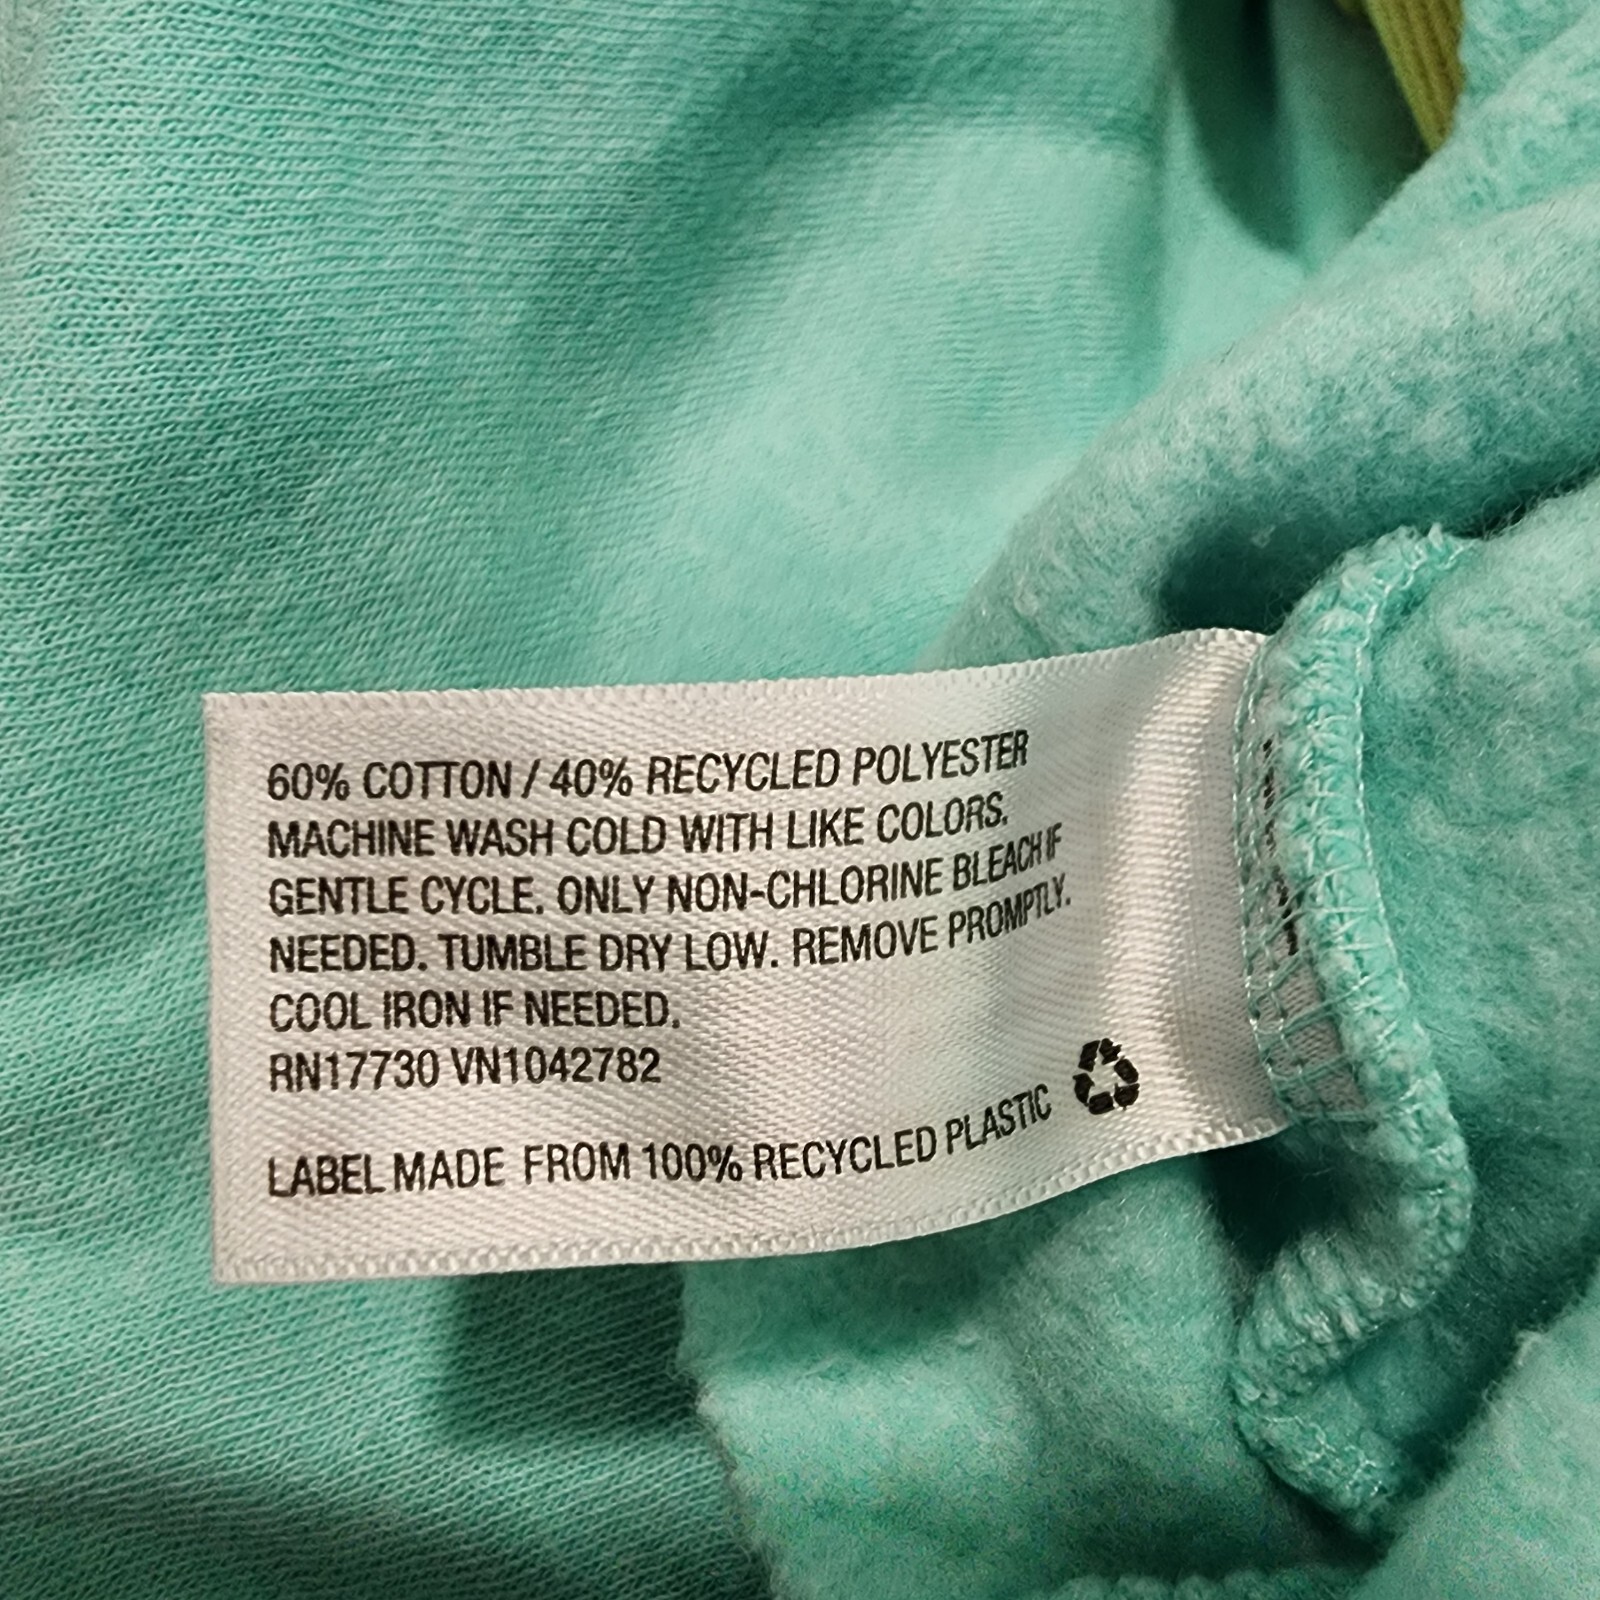 60% COTTON / 40% RECYCLED POLYESTER
MACHINE WASH COLD WITH LIKE COLORS.
GENTLE CYCLE. ONLY NON-CHLORINE BLEACH IF
NEEDED. TUMBLE DRY LOW. REMOVE PROMPTLY.
COOL IRON IF NEEDED.
RN17730 VN1042782
LABEL MADE FROM 100% RECYCLED PLASTIC